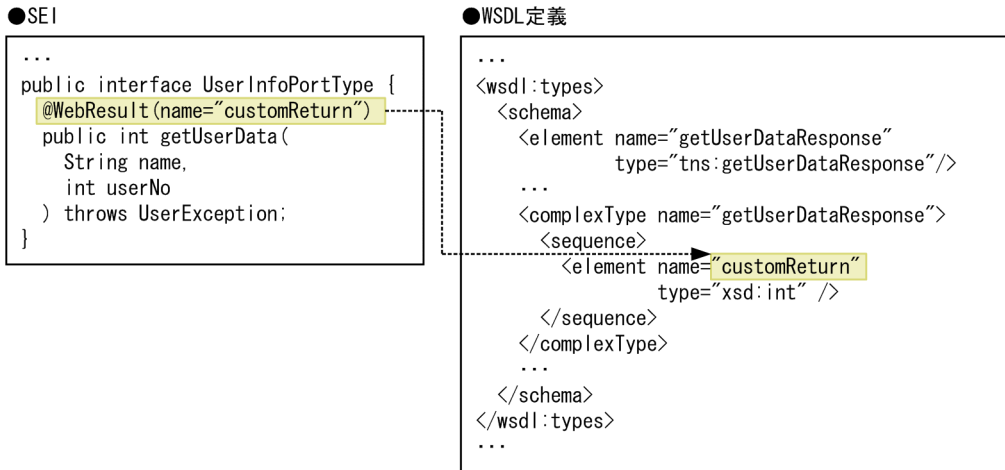 ●SEI
...
public interface UserInfoPortType {
@WebResult(name="customReturn")
public int getUserData(
String name,
int userNo
) throws UserException;
}
●WSDL定義
...
<wsdl:types>
<schema>
<element name="getUserDataResponse"
type="tns:getUserDataResponse"/>
...
<complexType name="getUserDataResponse">
<sequence>
<element name="customReturn"
type="xsd:int" />
</sequence>
</complexType>
...
</schema>
</wsdl:types>
...